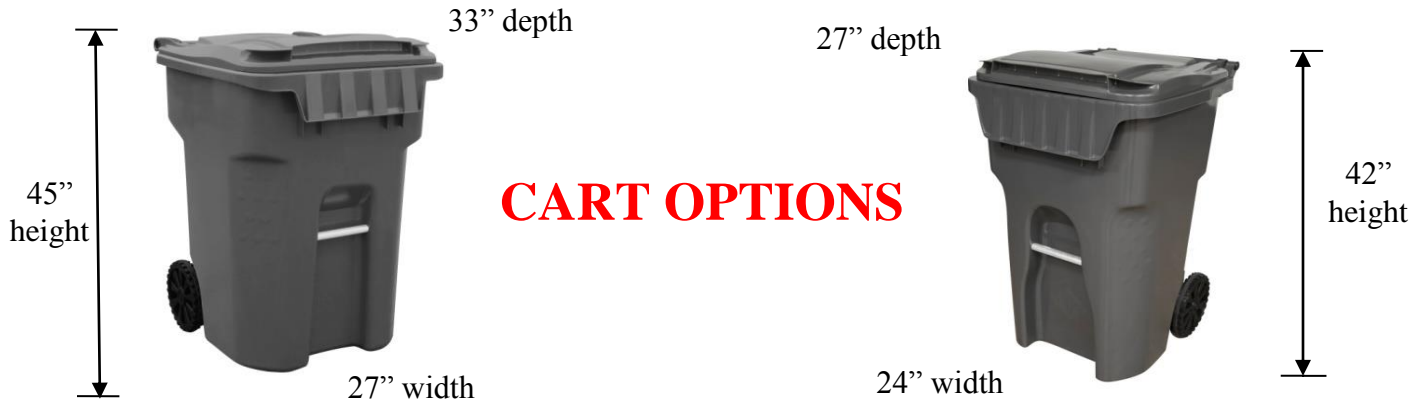 33” depth
27” depth
45”
height
CART OPTIONS
42”
height
27” width
24” width